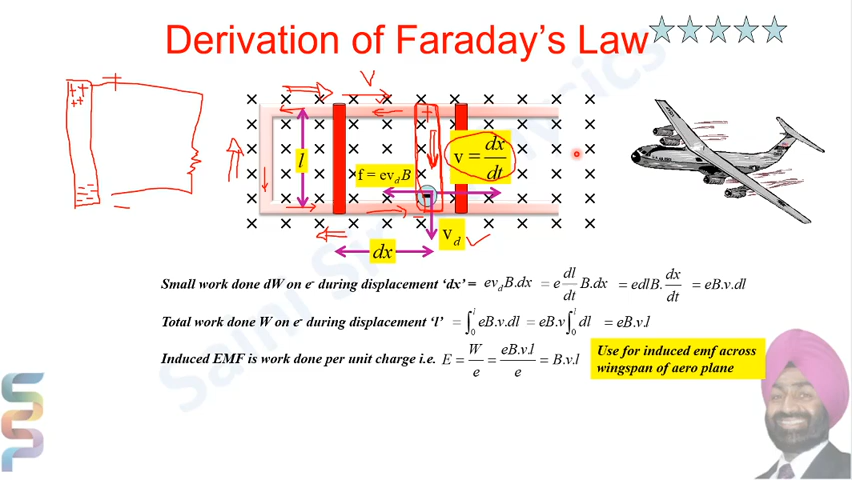 Derivation of Faraday's Law
V
l
v = dx/dt
f = ev_d B
v_d
dx
Small work done dW on e⁻ during displacement 'dx' = ev_d B.dx = e dl/dt B.dx = edlB. dx/dt = eB.v.dl
Total work done W on e⁻ during displacement 'l' = ∫₀ˡ eB.v.dl = eB.v ∫₀ˡ dl = eB.v.l
Induced EMF is work done per unit charge i.e. E = W/e = eB.v.l/e = B.v.l
Use for induced emf across
wingspan of aero plane